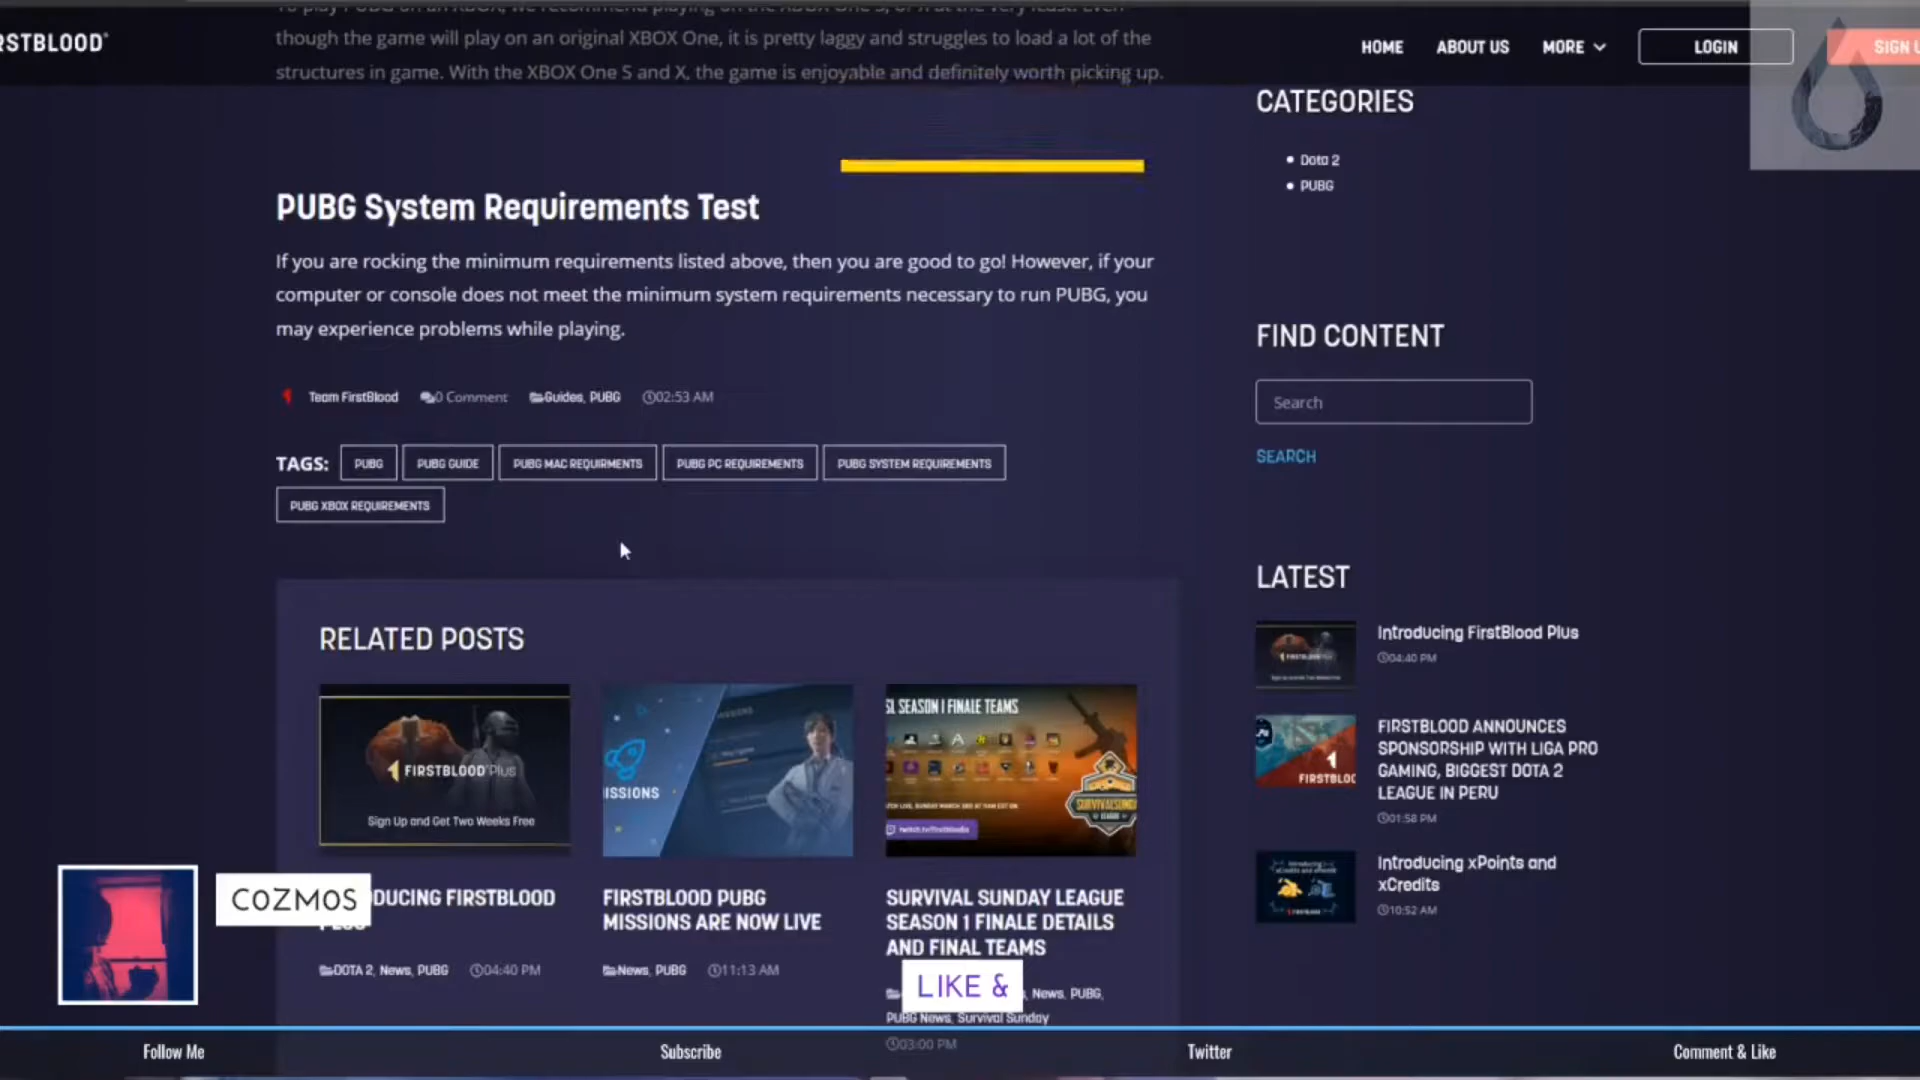 RSTBLOOD
HOME
ABOUT US
MORE
LOGIN
SIGN U
though the game will play on an original XBOX One, it is pretty laggy and struggles to load a lot of the
structures in game. With the XBOX One S and X, the game is enjoyable and definitely worth picking up.
PUBG System Requirements Test
If you are rocking the minimum requirements listed above, then you are good to go! However, if your
computer or console does not meet the minimum system requirements necessary to run PUBG, you
may experience problems while playing.
Team FirstBlood 0 Comment Guides, PUBG 02:53 AM
TAGS: PUBG PUBG GUIDE PUBG MAC REQUIRMENTS PUBG PC REQUIREMENTS PUBG SYSTEM REQUIREMENTS
PUBG XBOX REQUIREMENTS
RELATED POSTS
FIRSTBLOOD Plus
Sign Up and Get Two Weeks Free
DUCING FIRSTBLOOD
DOTA 2, News, PUBG 04:40 PM
ISSIONS
FIRSTBLOOD PUBG
MISSIONS ARE NOW LIVE
News, PUBG 11:13 AM
SL SEASON 1 FINALE TEAMS
SURVIVAL SUNDAY LEAGUE
SEASON 1 FINALE DETAILS
AND FINAL TEAMS
News, PUBG,
PUBG News, Survival Sunday
03:00 PM
CATEGORIES
• Dota 2
• PUBG
FIND CONTENT
Search
SEARCH
LATEST
Introducing FirstBlood Plus
04:40 PM
FIRSTBLOOD ANNOUNCES
SPONSORSHIP WITH LIGA PRO
GAMING, BIGGEST DOTA 2
LEAGUE IN PERU
01:58 PM
FIRSTBLOO
Introducing xPoints and
xCredits
10:52 AM
COZMOS
LIKE &
Follow Me
Subscribe
Twitter
Comment & Like